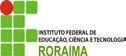 INSTITUTO FEDERAL DE
EDUCAÇÃO, CIÊNCIA E TECNOLOGIA
RORAIMA